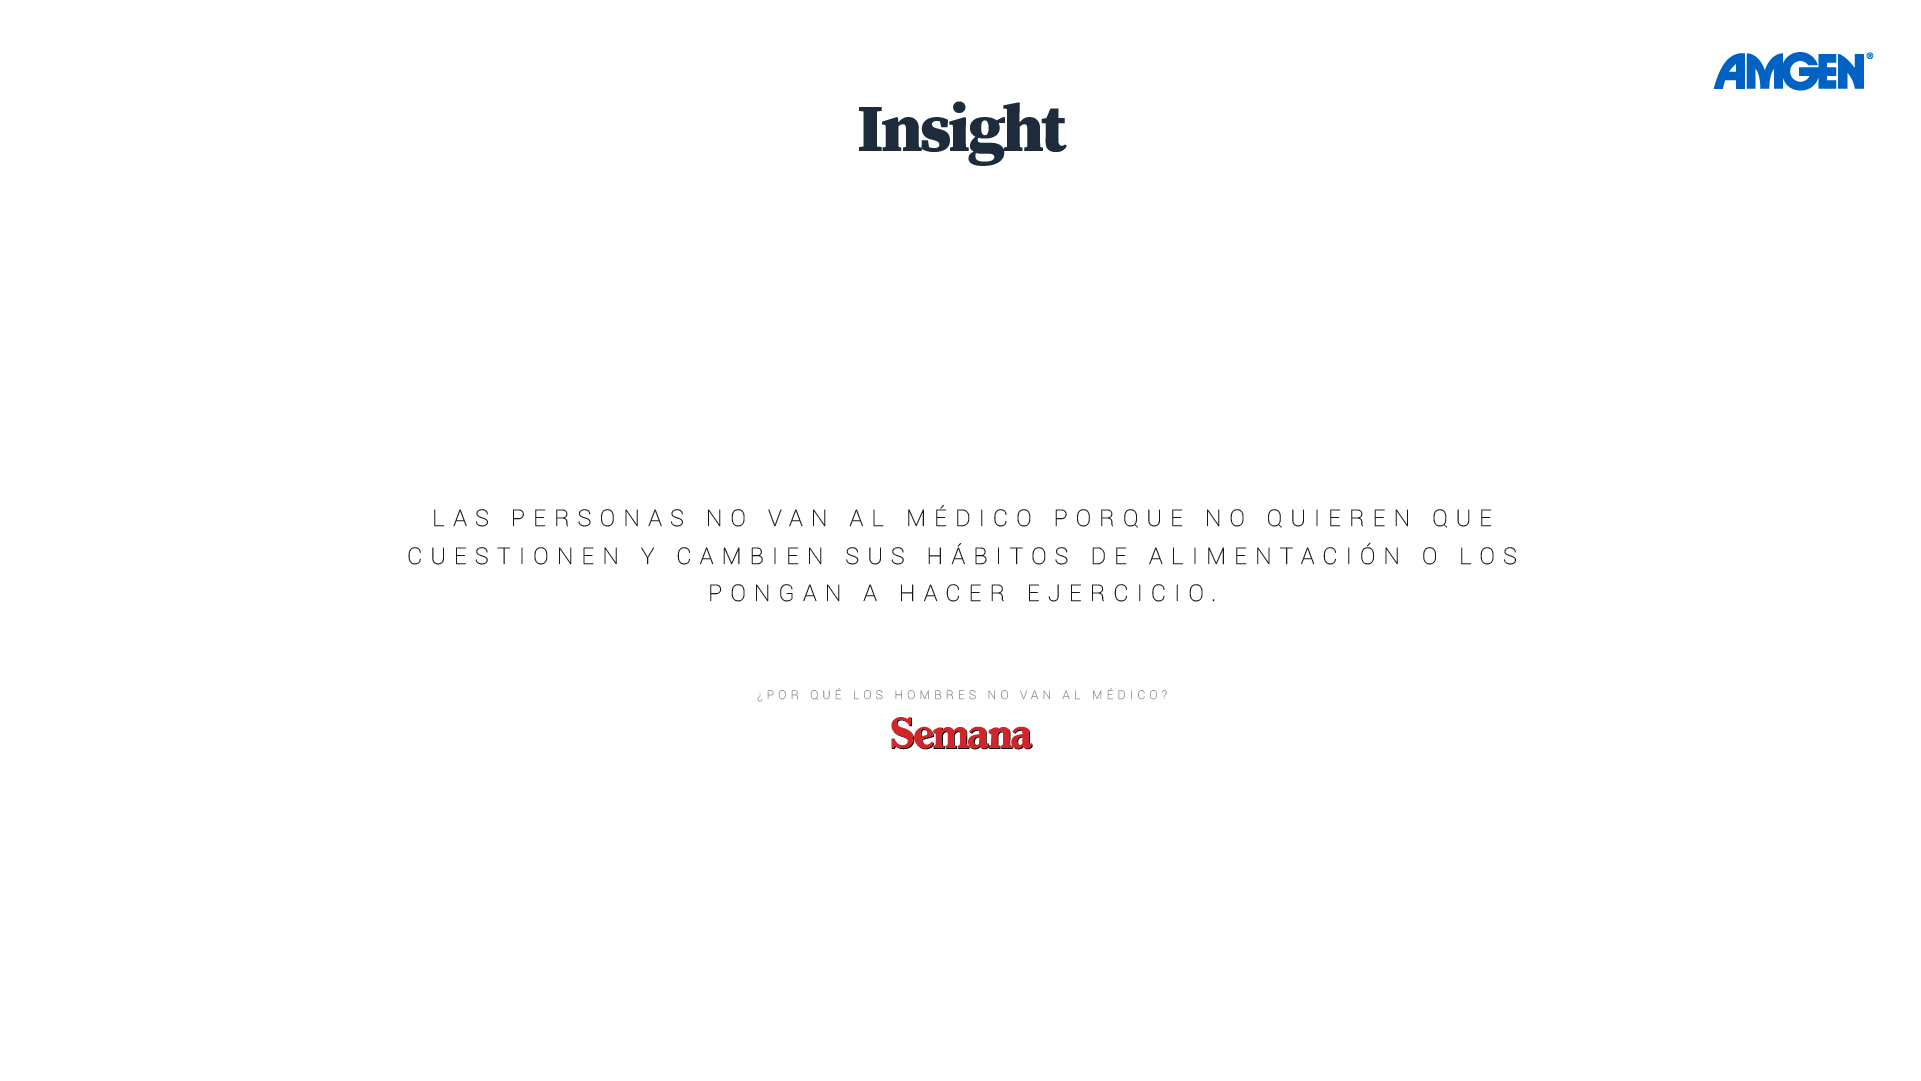 AMGEN®
Insight
LAS PERSONAS NO VAN AL MÉDICO PORQUE NO QUIEREN QUE
CUESTIONEN Y CAMBIEN SUS HÁBITOS DE ALIMENTACIÓN O LOS
PONGAN A HACER EJERCICIO.
¿POR QUÉ LOS HOMBRES NO VAN AL MÉDICO?
Semana